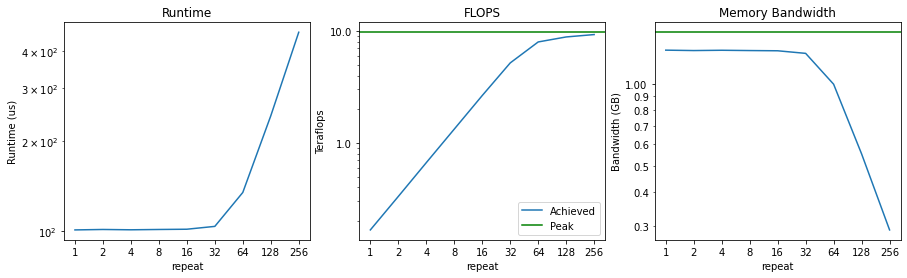 Runtime
4 × 10²
3 × 10²
2 × 10²
10²
Runtime (us)
1 2 4 8 16 32 64 128 256
repeat
FLOPS
10.0
1.0
Teraflops
Achieved
Peak
1 2 4 8 16 32 64 128 256
repeat
Memory Bandwidth
1.00
0.9
0.8
0.7
0.6
0.5
0.4
0.3
Bandwidth (GB)
1 2 4 8 16 32 64 128 256
repeat